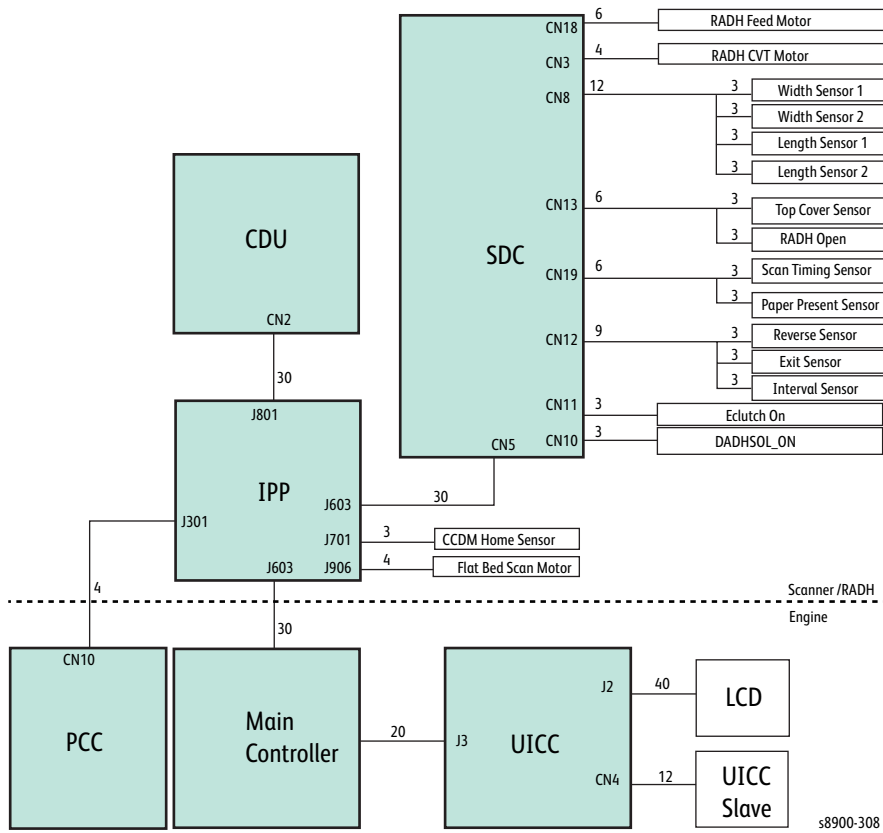 CN18
6
RADH Feed Motor
CN3
4
RADH CVT Motor
CN8
12
3
Width Sensor 1
3
Width Sensor 2
3
Length Sensor 1
3
Length Sensor 2
CN13
6
3
Top Cover Sensor
3
RADH Open
SDC
CN19
6
3
Scan Timing Sensor
3
Paper Present Sensor
CN12
9
3
Reverse Sensor
3
Exit Sensor
3
Interval Sensor
CN11
3
Eclutch On
CN10
3
DADHSOL_ON
CN5
30
CDU
CN2
30
J801
IPP
J301
J603
J701
3
CCDM Home Sensor
J603
J906
4
Flat Bed Scan Motor
4
30
Scanner /RADH
Engine
CN10
PCC
Main
Controller
20
J3
UICC
J2
40
LCD
CN4
12
UICC
Slave
s8900-308